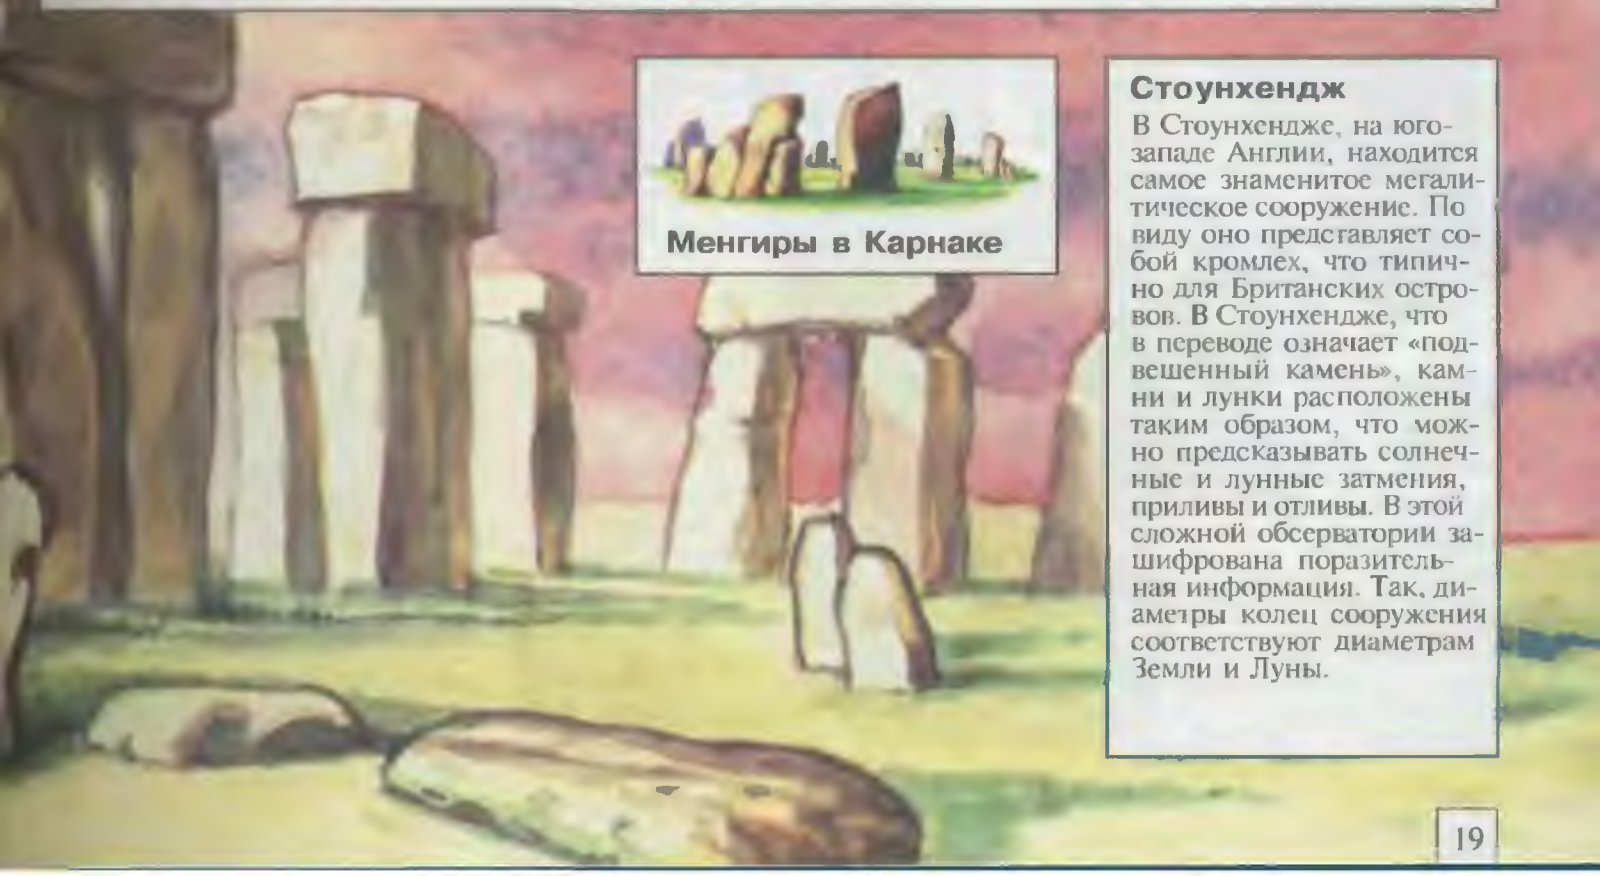 Менгиры в Карнаке
Стоунхендж
В Стоунхендже, на юго-
западе Англии, находится
самое знаменитое мегали-
тическое сооружение. По
виду оно представляет со-
бой кромлех, что типич-
но для Британских остро-
вов. В Стоунхендже, что
в переводе означает «под-
вешенный камень», кам-
ни и лунки расположены
таким образом, что мож-
но предсказывать солнеч-
ные и лунные затмения,
приливы и отливы. В этой
сложной обсерватории за-
шифрована поразитель-
ная информация. Так, ди-
аметры колец сооружения
соответствуют диаметрам
Земли и Луны.
19